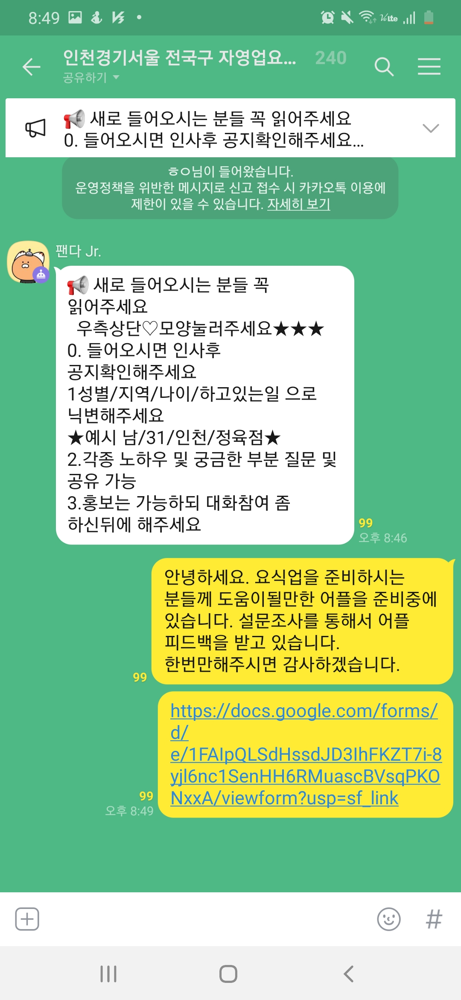 8:49
VoLte
인천경기서울 전국구 자영업요... 240
공유하기
📢 새로 들어오시는 분들 꼭 읽어주세요
0. 들어오시면 인사후 공지확인해주세요...
ㅎㅇ님이 들어왔습니다.
운영정책을 위반한 메시지로 신고 접수 시 카카오톡 이용에
제한이 있을 수 있습니다. 자세히 보기
팬다 Jr.
📢 새로 들어오시는 분들 꼭
읽어주세요
우측상단♡모양눌러주세요★★★
0. 들어오시면 인사후
공지확인해주세요
1성별/지역/나이/하고있는일 으로
닉변해주세요
★예시 남/31/인천/정육점★
2.각종 노하우 및 궁금한 부분 질문 및
공유 가능
3.홍보는 가능하되 대화참여 좀
하신뒤에 해주세요
99
오후 8:46
안녕하세요. 요식업을 준비하시는
분들께 도움이될만한 어플을 준비중에
있습니다. 설문조사를 통해서 어플
피드백을 받고 있습니다.
한번만해주시면 감사하겠습니다.
99
https://docs.google.com/forms/
d/
e/1FAIpQLSdHssdJD3IhFKZT7i-8
yjl6nc1SenHH6RMuascBVsqPKO
NxxA/viewform?usp=sf_link
99
오후 8:49
#